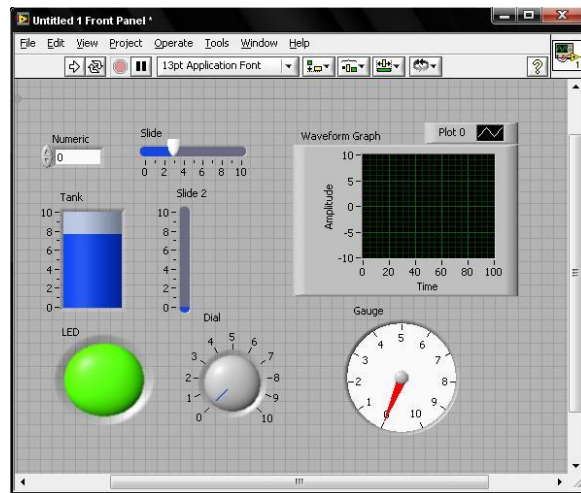 Untitled 1 Front Panel *
File Edit View Project Operate Tools Window Help
13pt Application Font
1
Numeric
0
Slide
0 2 4 6 8 10
Waveform Graph
Plot 0
Amplitude
10
5
0
-5
-10
0 20 40 60 80 100
Time
Tank
10
8
6
4
2
0
Slide 2
10
8
6
4
2
0
LED
Dial
0 1 2 3 4 5 6 7 8 9 10
Gauge
0 1 2 3 4 5 6 7 8 9 10